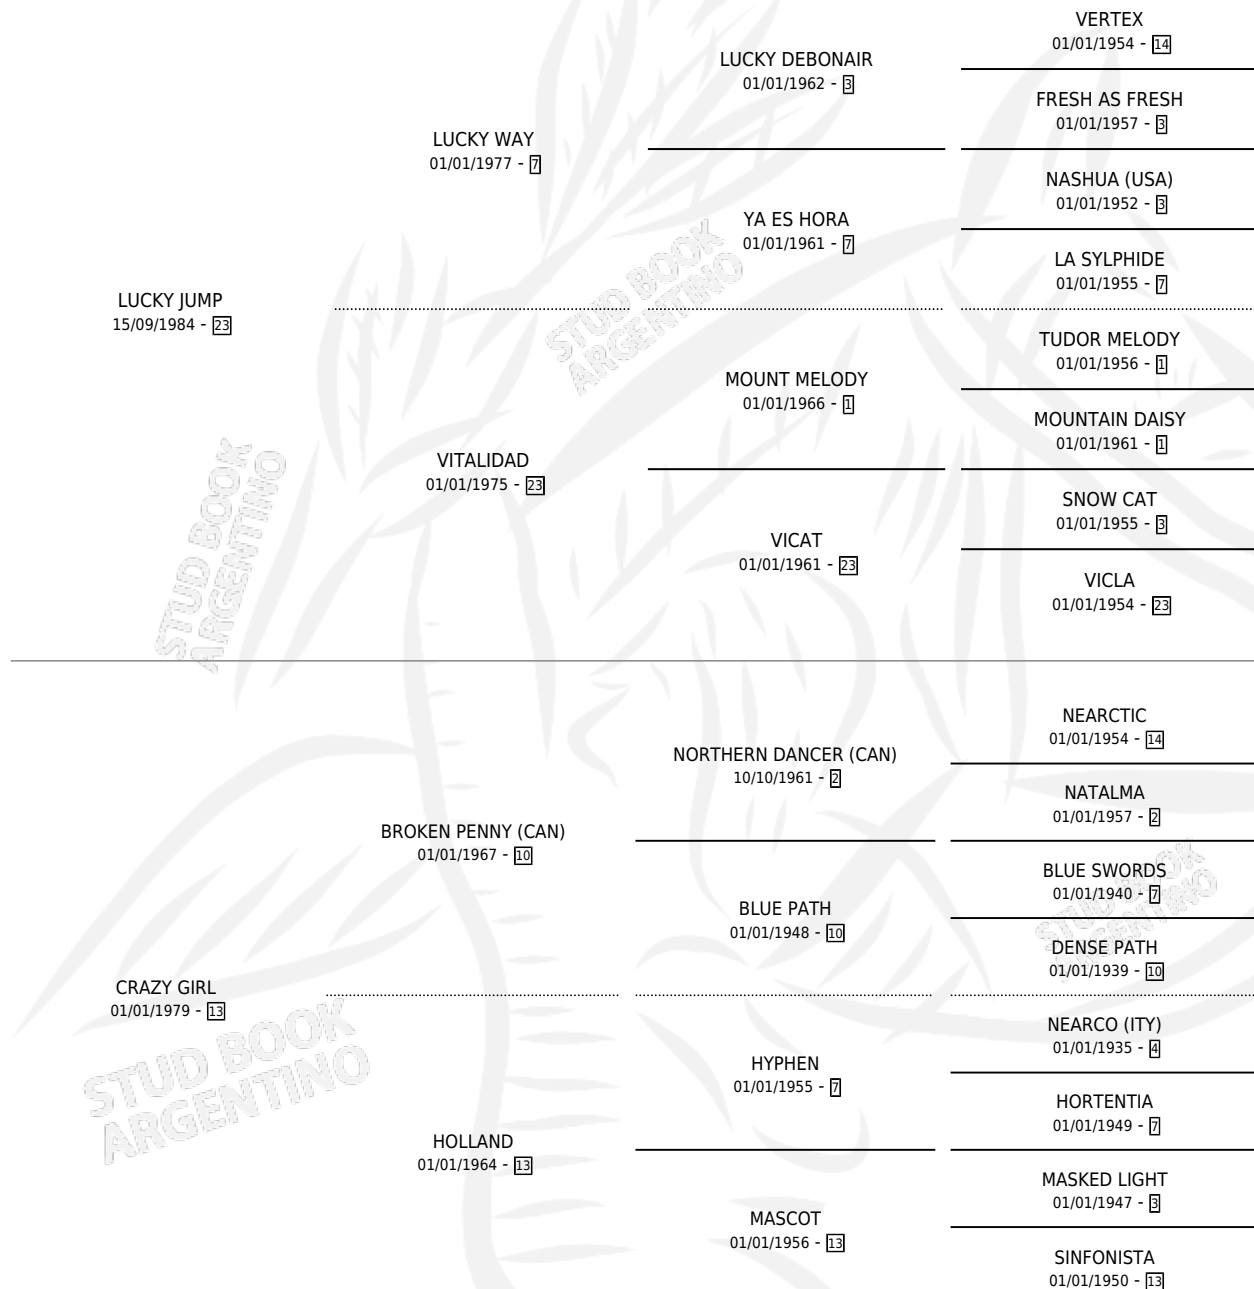 VERTEX
01/01/1954 - 14
LUCKY DEBONAIR
01/01/1962 - 3
FRESH AS FRESH
01/01/1957 - 3
LUCKY WAY
01/01/1977 - 7
NASHUA (USA)
01/01/1952 - 3
YA ES HORA
01/01/1961 - 7
LA SYLPHIDE
01/01/1955 - 7
LUCKY JUMP
15/09/1984 - 23
STUD BOOK
ARGENTINO
TUDOR MELODY
01/01/1956 - 1
MOUNT MELODY
01/01/1966 - 1
MOUNTAIN DAISY
01/01/1961 - 1
VITALIDAD
01/01/1975 - 23
SNOW CAT
01/01/1955 - 3
VICAT
01/01/1961 - 23
VICLA
01/01/1954 - 23
STUD BOOK
ARGENTINO
NEARCTIC
01/01/1954 - 14
NORTHERN DANCER (CAN)
10/10/1961 - 2
NATALMA
01/01/1957 - 2
BROKEN PENNY (CAN)
01/01/1967 - 10
BLUE SWORDS
01/01/1940 - 7
BLUE PATH
01/01/1948 - 10
STUD BOOK
ARGENTINO
DENSE PATH
01/01/1939 - 10
CRAZY GIRL
01/01/1979 - 13
NEARCO (ITY)
01/01/1935 - 4
HYPHEN
01/01/1955 - 7
STUD BOOK
ARGENTINO
HORTENTIA
01/01/1949 - 7
HOLLAND
01/01/1964 - 13
MASKED LIGHT
01/01/1947 - 3
MASCOT
01/01/1956 - 13
SINFONISTA
01/01/1950 - 13